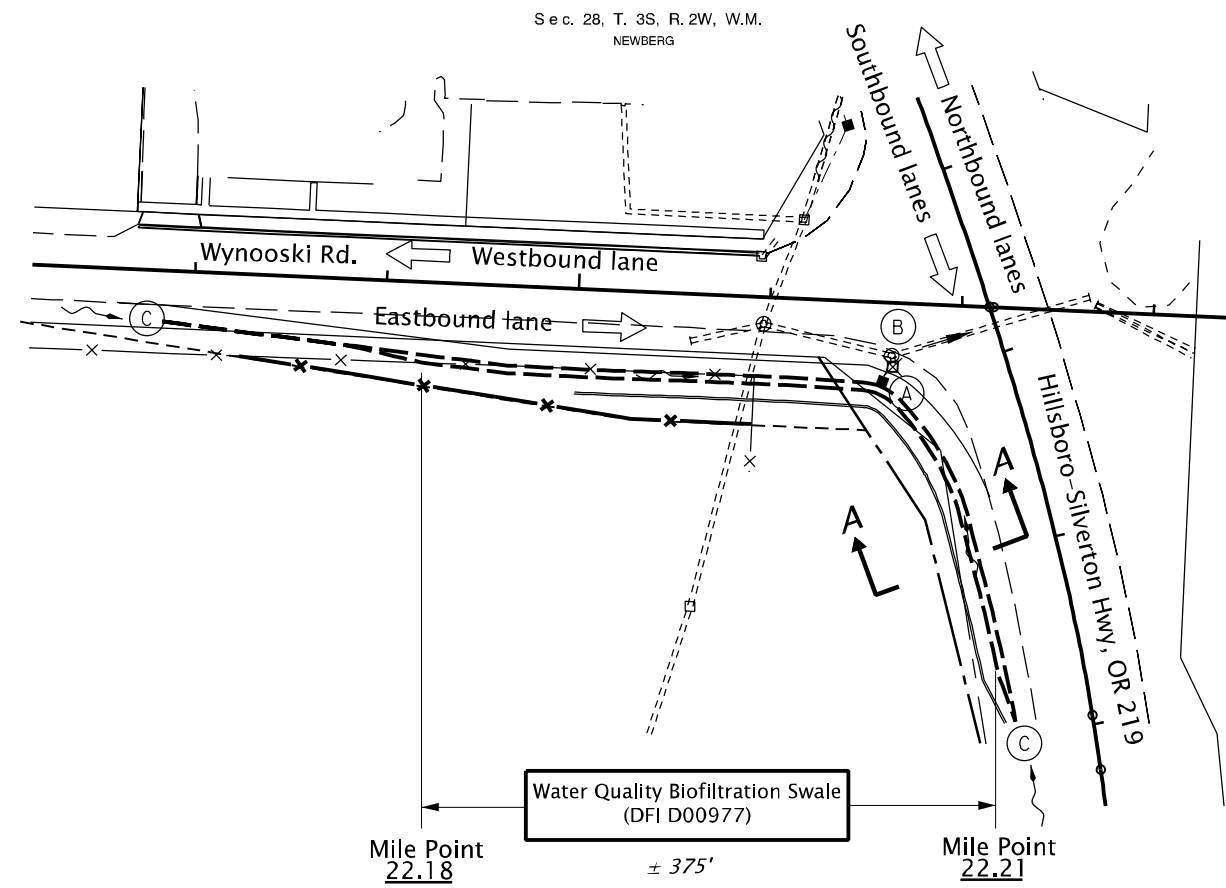 Sec. 28, T. 3S, R. 2W, W.M.
NEWBERG
Southbound lanes
Northbound lanes
Wynooski Rd.
Westbound lane
Eastbound lane
C
B
A
Hillsboro-Silverton Hwy, OR 219
A
A
C
Water Quality Biofiltration Swale
(DFI D00977)
Mile Point
22.18
± 375'
Mile Point
22.21